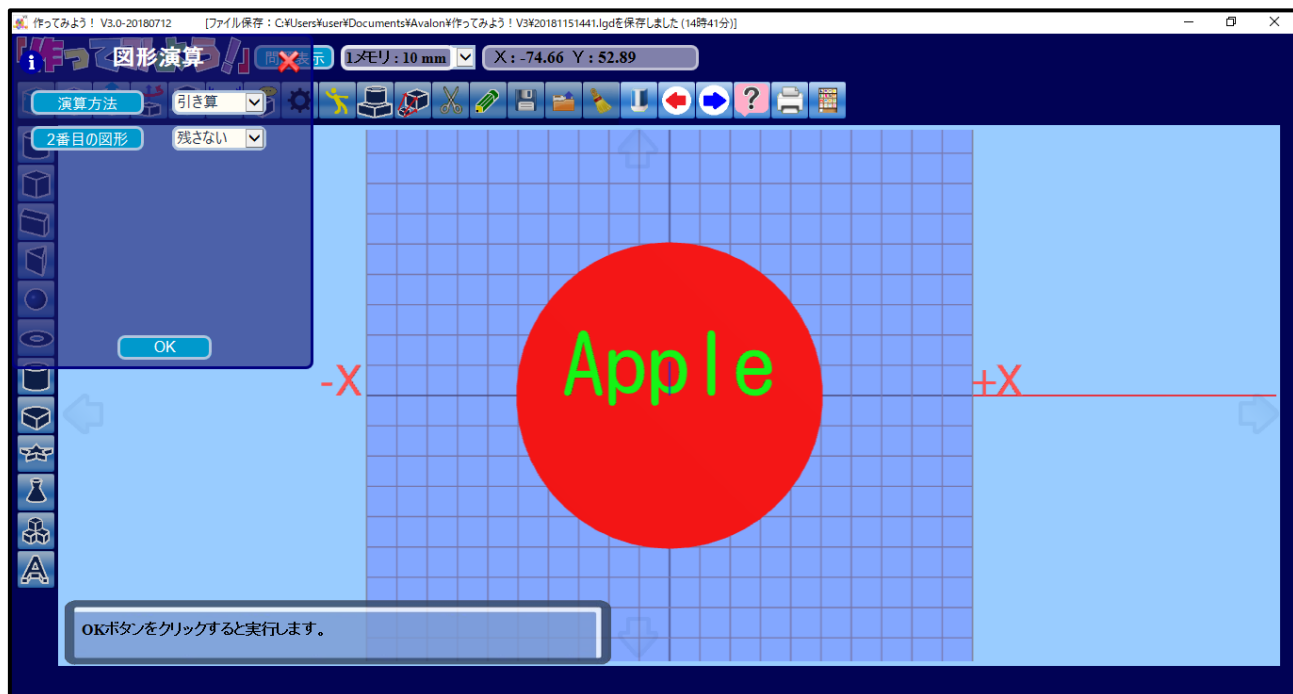 作ってみよう! V3.0-20180712 [ファイル保存：C:¥Users¥user¥Documents¥Avalon¥作ってみよう！V3¥20181151441.lgdを保存しました (14時41分)]
図形演算
表示
1メモリ : 10 mm
X : -74.66 Y : 52.89
演算方法 引き算
2番目の図形 残さない
OK
Apple
-X
+X
OKボタンをクリックすると実行します。